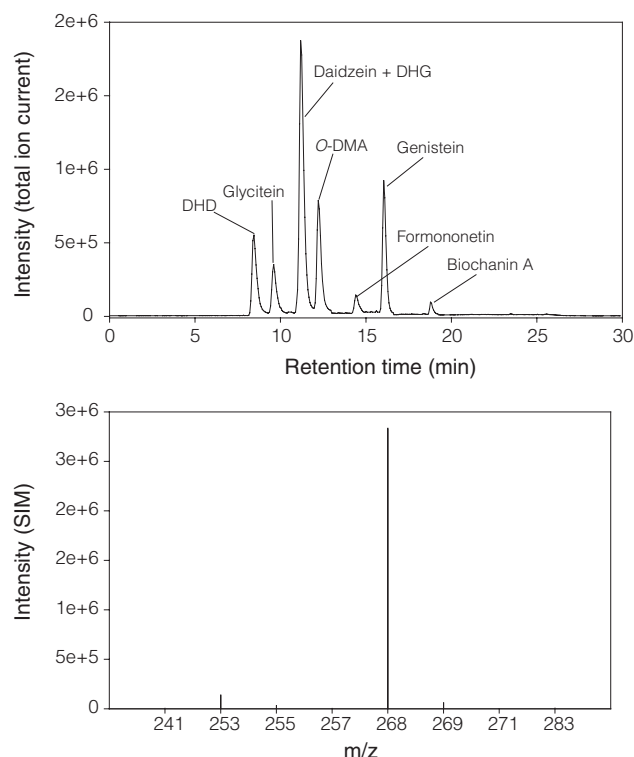 2e+6
2e+6
1e+6
5e+5
0
Intensity (total ion current)
Daidzein + DHG
O-DMA
Genistein
Glycitein
DHD
Formononetin
Biochanin A
0 5 10 15 20 25 30
Retention time (min)
3e+6
3e+6
2e+6
2e+6
1e+6
5e+5
0
Intensity (SIM)
241 253 255 257 268 269 271 283
m/z